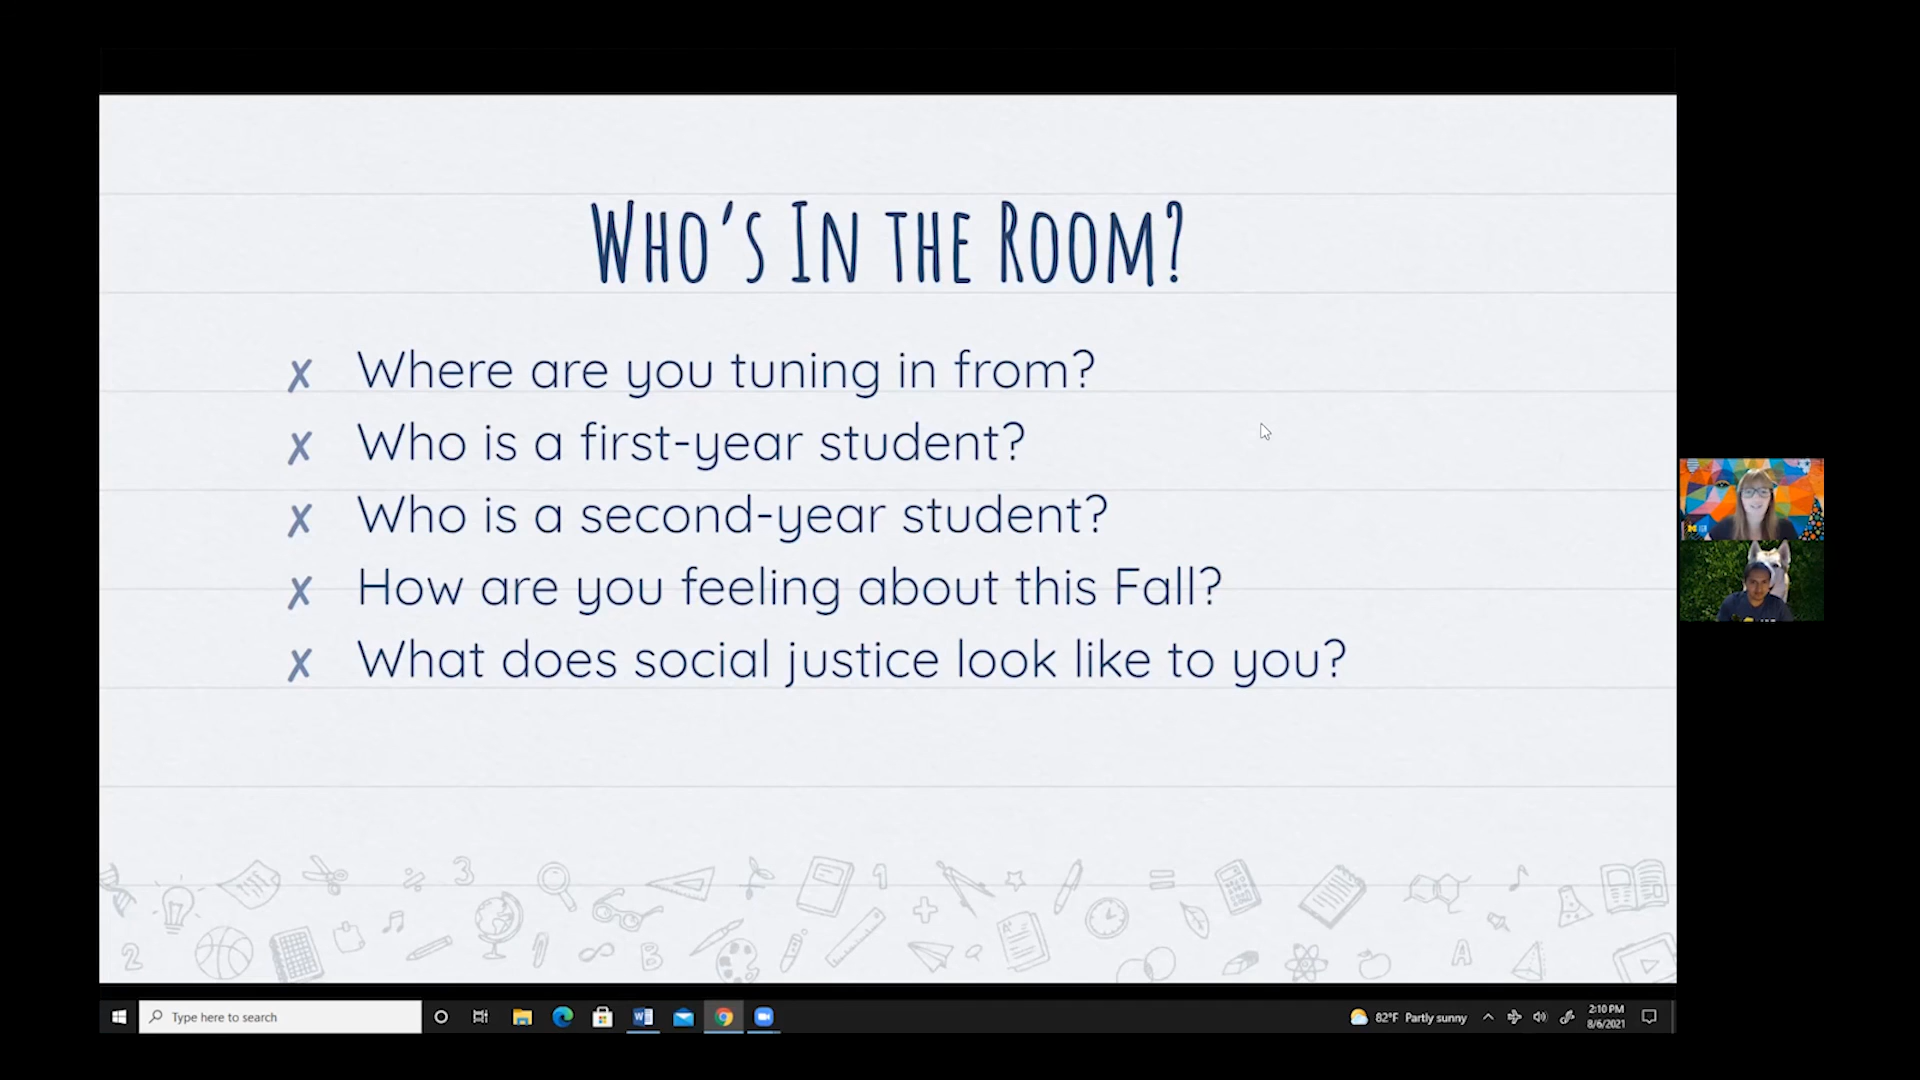 WHO'S IN THE ROOM?
x Where are you tuning in from?
x Who is a first-year student?
x Who is a second-year student?
x How are you feeling about this Fall?
x What does social justice look like to you?
Type here to search
82°F Partly sunny
2:10 PM
8/6/2021